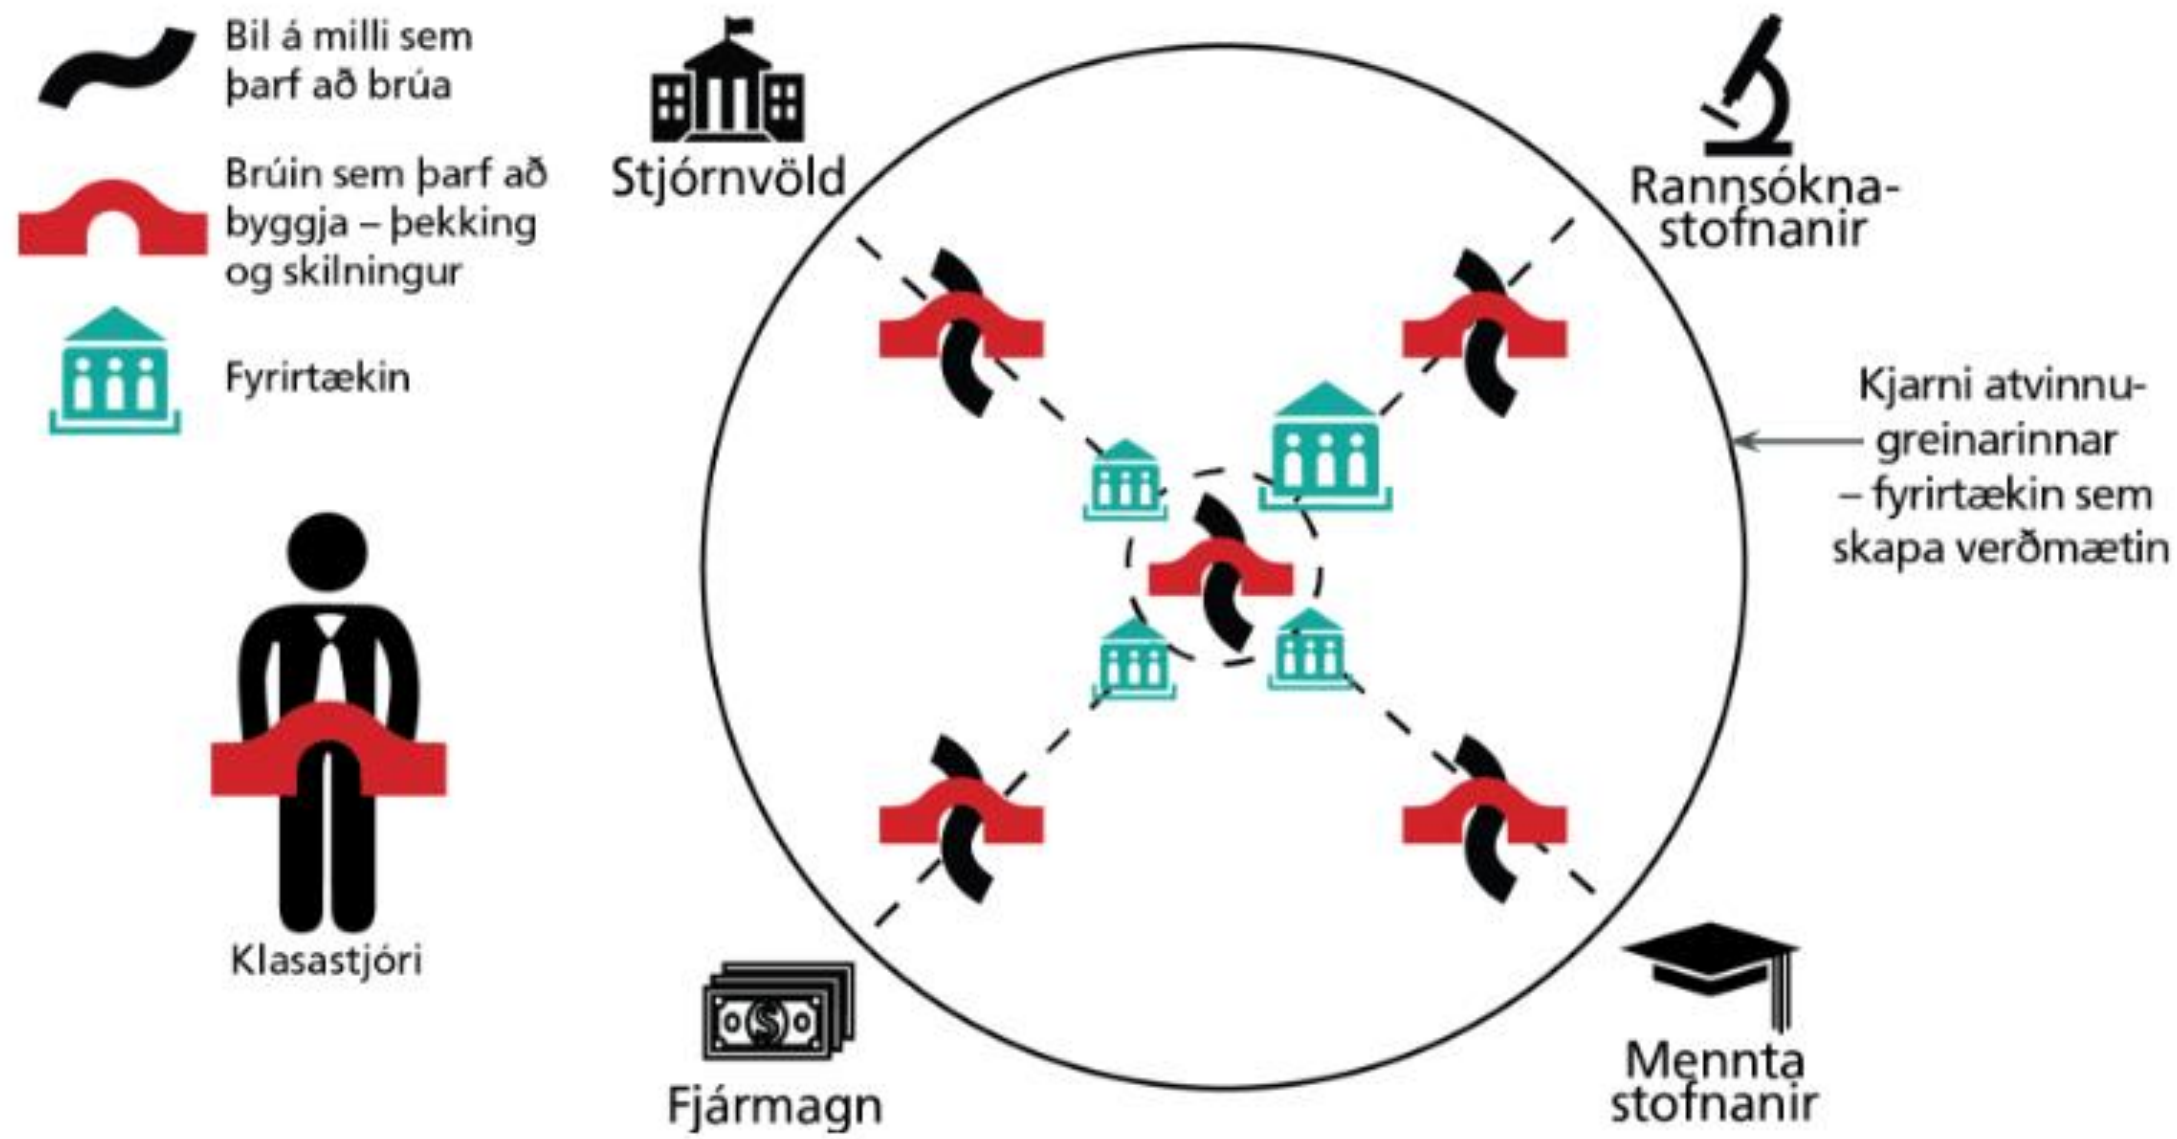 Bil á milli sem
þarf að brúa
Brúin sem þarf að
byggja – þekking
og skilningur
Fyrirtækin
Klasastjóri
Stjórnvöld
Rannsókna-
stofnanir
Kjarni atvinnu-
greinarinnar
– fyrirtækin sem
skapa verðmætin
Fjármagn
Mennta
stofnanir